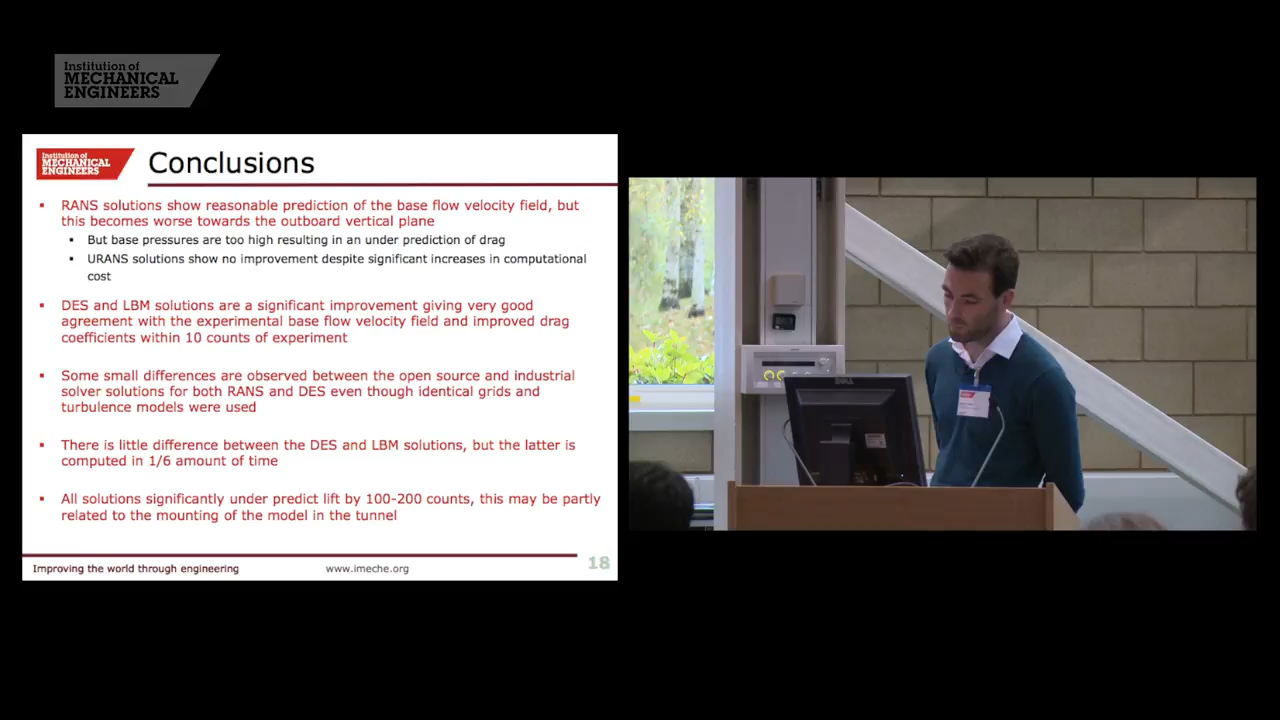 Institution of
MECHANICAL
ENGINEERS
Institution of
MECHANICAL
ENGINEERS
Conclusions
▪ RANS solutions show reasonable prediction of the base flow velocity field, but
this becomes worse towards the outboard vertical plane
▪ But base pressures are too high resulting in an under prediction of drag
▪ URANS solutions show no improvement despite significant increases in computational
cost
▪ DES and LBM solutions are a significant improvement giving very good
agreement with the experimental base flow velocity field and improved drag
coefficients within 10 counts of experiment
▪ Some small differences are observed between the open source and industrial
solver solutions for both RANS and DES even though identical grids and
turbulence models were used
▪ There is little difference between the DES and LBM solutions, but the latter is
computed in 1/6 amount of time
▪ All solutions significantly under predict lift by 100-200 counts, this may be partly
related to the mounting of the model in the tunnel
Improving the world through engineering
www.imeche.org
18
DELL